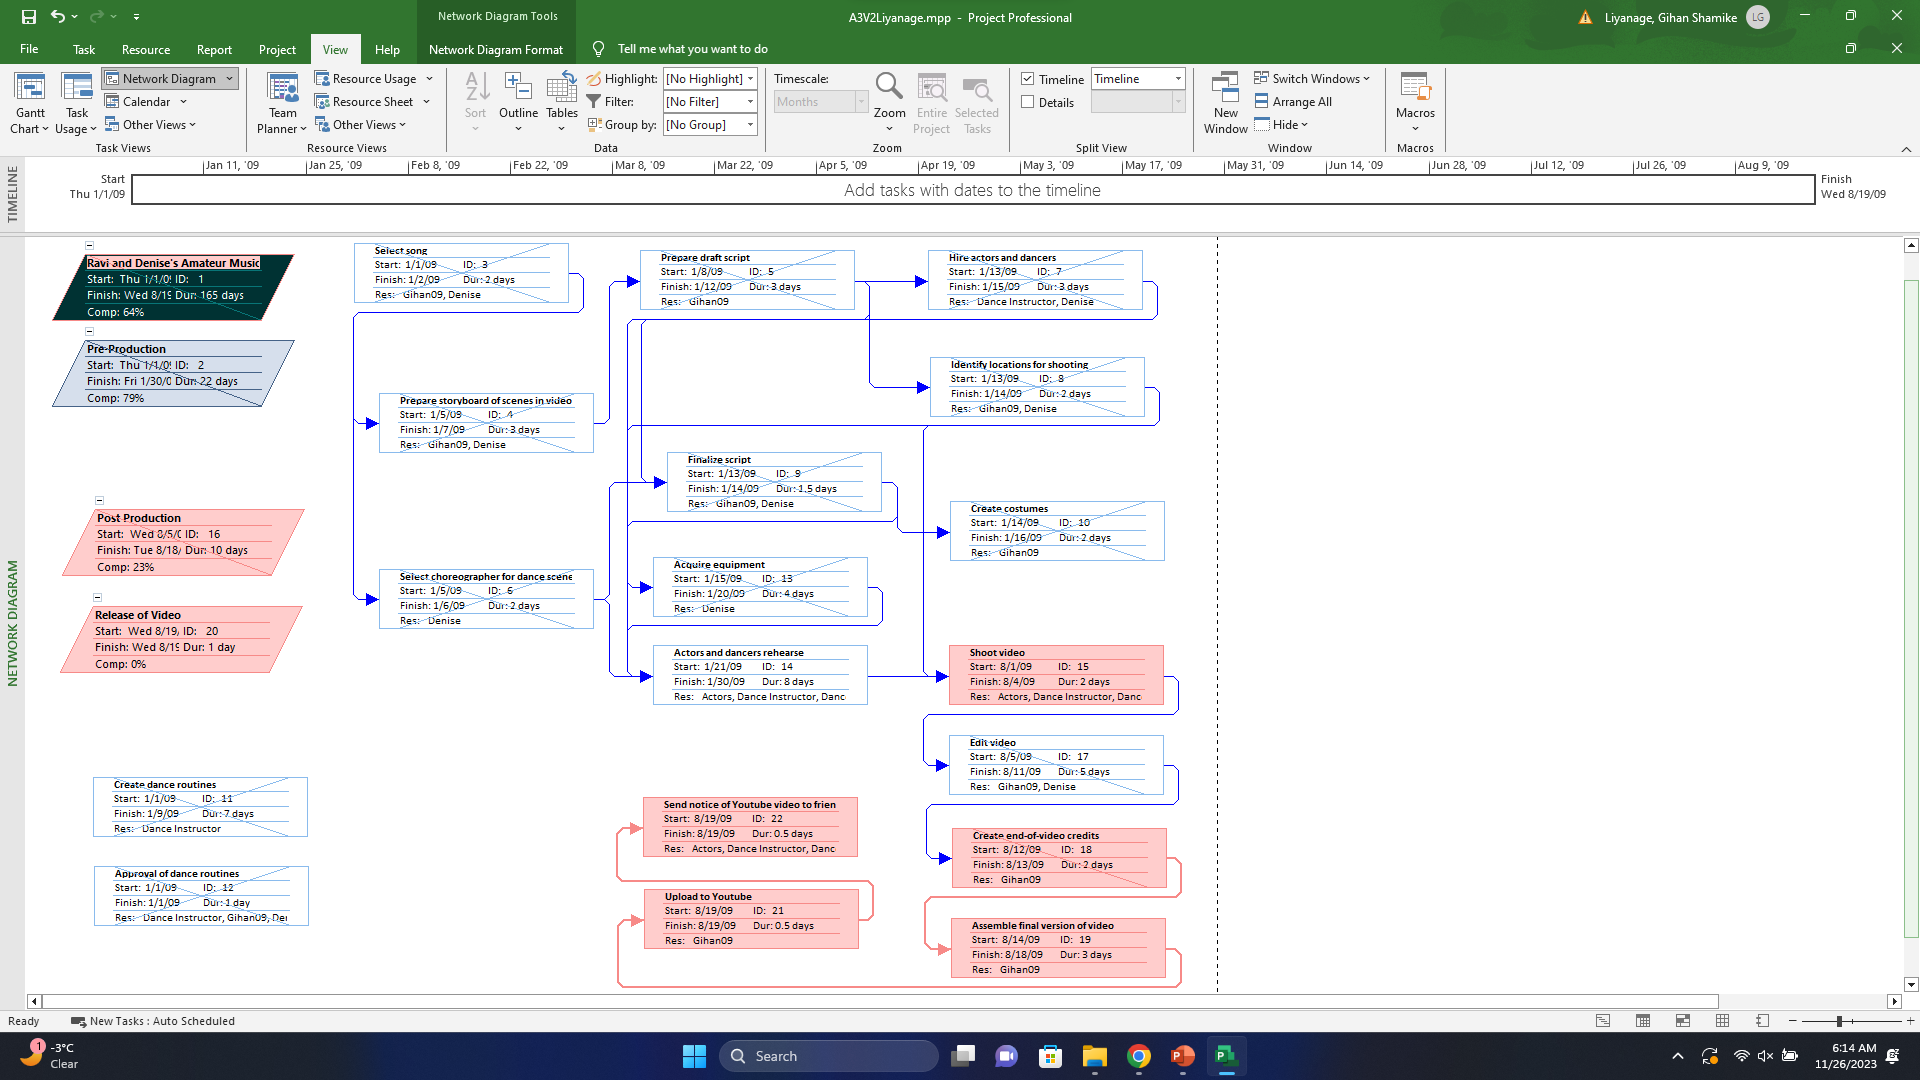 Network Diagram Tools
A3V2Liyanage.mpp - Project Professional
Liyanage, Gihan Shamike
LG
File
Task
Resource
Report
Project
View
Help
Network Diagram Format
Tell me what you want to do
Gantt Chart
Task Usage
Network Diagram
Calendar
Other Views
Task Views
Team Planner
Resource Usage
Resource Sheet
Other Views
Resource Views
Sort
Outline
Tables
Highlight: [No Highlight]
Filter: [No Filter]
Group by: [No Group]
Data
Timescale:
Months
Zoom
Entire Project
Selected Tasks
Zoom
Timeline Timeline
Details
Split View
New Window
Switch Windows
Arrange All
Hide
Window
Macros
Macros
TIMELINE
Jan 11, '09
Jan 25, '09
Feb 8, '09
Feb 22, '09
Mar 8, '09
Mar 22, '09
Apr 5, '09
Apr 19, '09
May 3, '09
May 17, '09
May 31, '09
Jun 14, '09
Jun 28, '09
Jul 12, '09
Jul 26, '09
Aug 9, '09
Start
Thu 1/1/09
Add tasks with dates to the timeline
Finish
Wed 8/19/09
NETWORK DIAGRAM
Ravi and Denise's Amateur Music
Start: Thu 1/1/0 ID: 1
Finish: Wed 8/19 Dur: 165 days
Comp: 64%
Pre-Production
Start: Thu 1/1/0 ID: 2
Finish: Fri 1/30/0 Dur: 22 days
Comp: 79%
Post Production
Start: Wed 8/5/0 ID: 16
Finish: Tue 8/18/ Dur: 10 days
Comp: 23%
Release of Video
Start: Wed 8/19/ ID: 20
Finish: Wed 8/19 Dur: 1 day
Comp: 0%
Create dance routines
Start: 1/1/09 ID: 11
Finish: 1/9/09 Dur: 7 days
Res: Dance Instructor
Approval of dance routines
Start: 1/1/09 ID: 12
Finish: 1/1/09 Dur: 1 day
Res: Dance Instructor, Gihan09, Der
Select song
Start: 1/1/09 ID: 3
Finish: 1/2/09 Dur: 2 days
Res: Gihan09, Denise
Prepare storyboard of scenes in video
Start: 1/5/09 ID: 4
Finish: 1/7/09 Dur: 3 days
Res: Gihan09, Denise
Select choreographer for dance scene
Start: 1/5/09 ID: 6
Finish: 1/6/09 Dur: 2 days
Res: Denise
Prepare draft script
Start: 1/8/09 ID: 5
Finish: 1/12/09 Dur: 3 days
Res: Gihan09
Hire actors and dancers
Start: 1/13/09 ID: 7
Finish: 1/15/09 Dur: 3 days
Res: Dance Instructor, Denise
Identify locations for shooting
Start: 1/13/09 ID: 8
Finish: 1/14/09 Dur: 2 days
Res: Gihan09, Denise
Finalize script
Start: 1/13/09 ID: 9
Finish: 1/14/09 Dur: 1.5 days
Res: Gihan09, Denise
Create costumes
Start: 1/14/09 ID: 10
Finish: 1/16/09 Dur: 2 days
Res: Gihan09
Acquire equipment
Start: 1/15/09 ID: 13
Finish: 1/20/09 Dur: 4 days
Res: Denise
Actors and dancers rehearse
Start: 1/21/09 ID: 14
Finish: 1/30/09 Dur: 8 days
Res: Actors, Dance Instructor, Danc
Shoot video
Start: 8/1/09 ID: 15
Finish: 8/4/09 Dur: 2 days
Res: Actors, Dance Instructor, Danc
Edit video
Start: 8/5/09 ID: 17
Finish: 8/11/09 Dur: 5 days
Res: Gihan09, Denise
Send notice of Youtube video to frien
Start: 8/19/09 ID: 22
Finish: 8/19/09 Dur: 0.5 days
Res: Actors, Dance Instructor, Danc
Create end-of-video credits
Start: 8/12/09 ID: 18
Finish: 8/13/09 Dur: 2 days
Res: Gihan09
Upload to Youtube
Start: 8/19/09 ID: 21
Finish: 8/19/09 Dur: 0.5 days
Res: Gihan09
Assemble final version of video
Start: 8/14/09 ID: 19
Finish: 8/18/09 Dur: 3 days
Res: Gihan09
Ready
New Tasks : Auto Scheduled
1
-3°C
Clear
Search
6:14 AM
11/26/2023